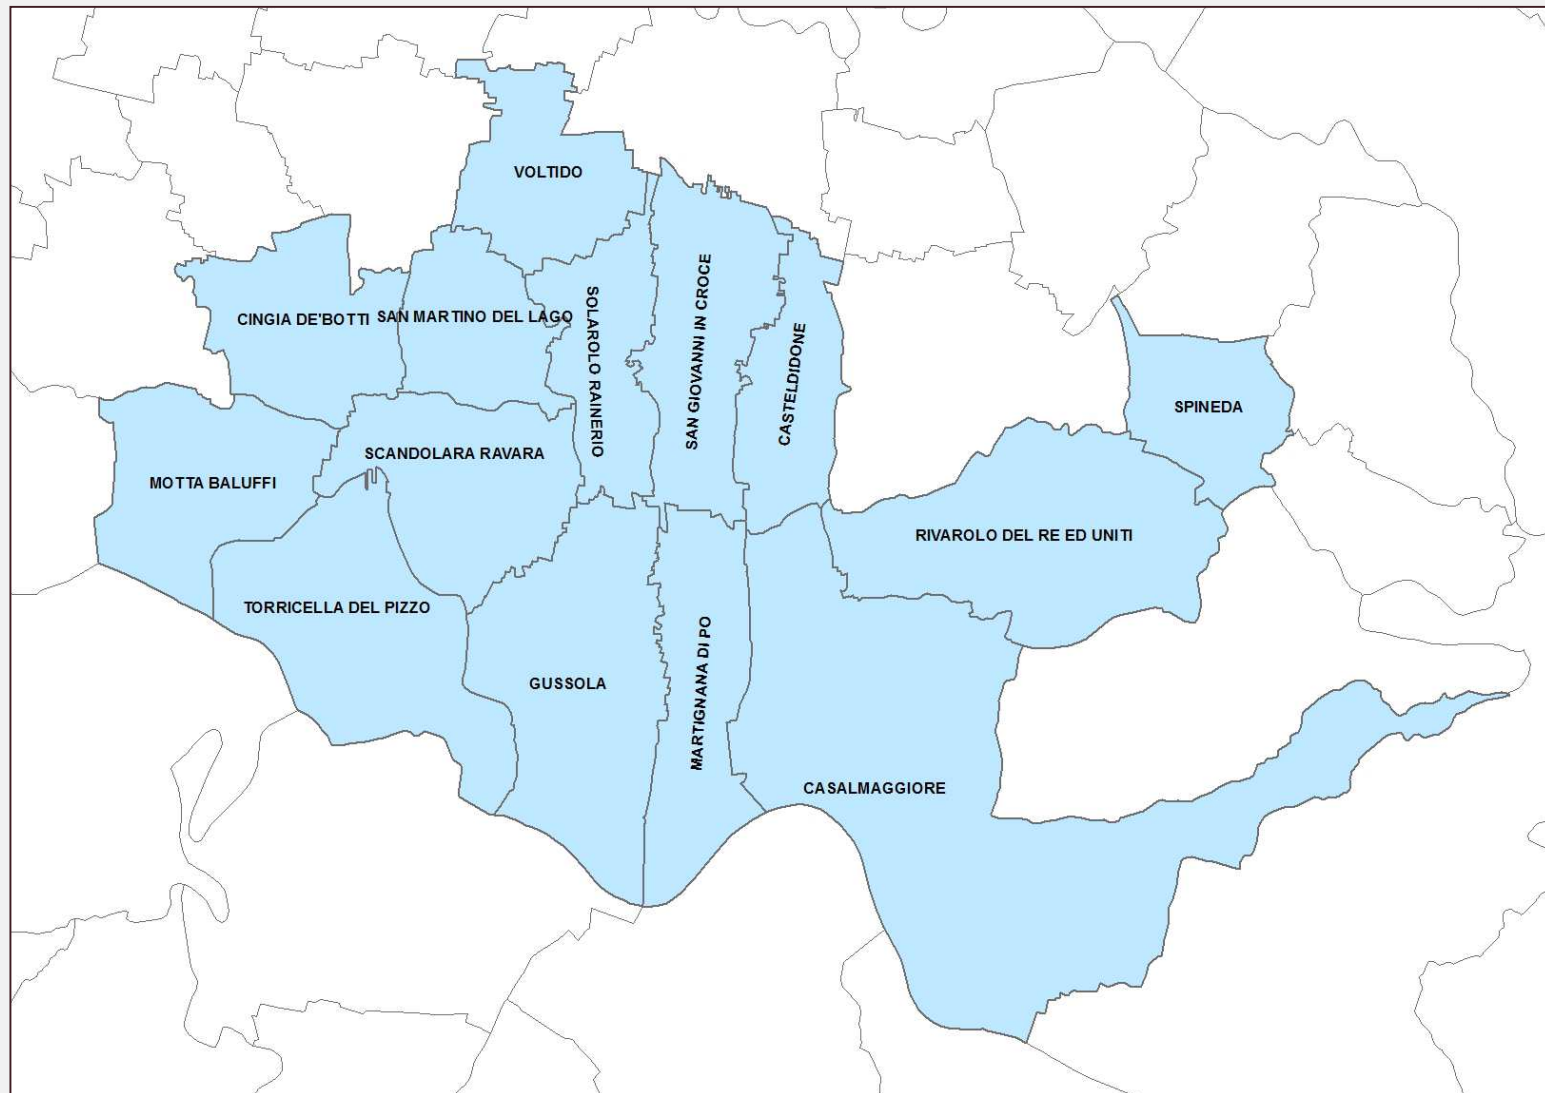 VOLTIDO
CINGIA DE'BOTTI
SAN MARTINO DEL LAGO
SOLAROLO RAINERIO
SAN GIOVANNI IN CROCE
CASTELDIDONE
SPINEDA
MOTTA BALUFFI
SCANDOLARA RAVARA
RIVAROLO DEL RE ED UNITI
TORRICELLA DEL PIZZO
GUSSOLA
MARTIGNANA DI PO
CASALMAGGIORE